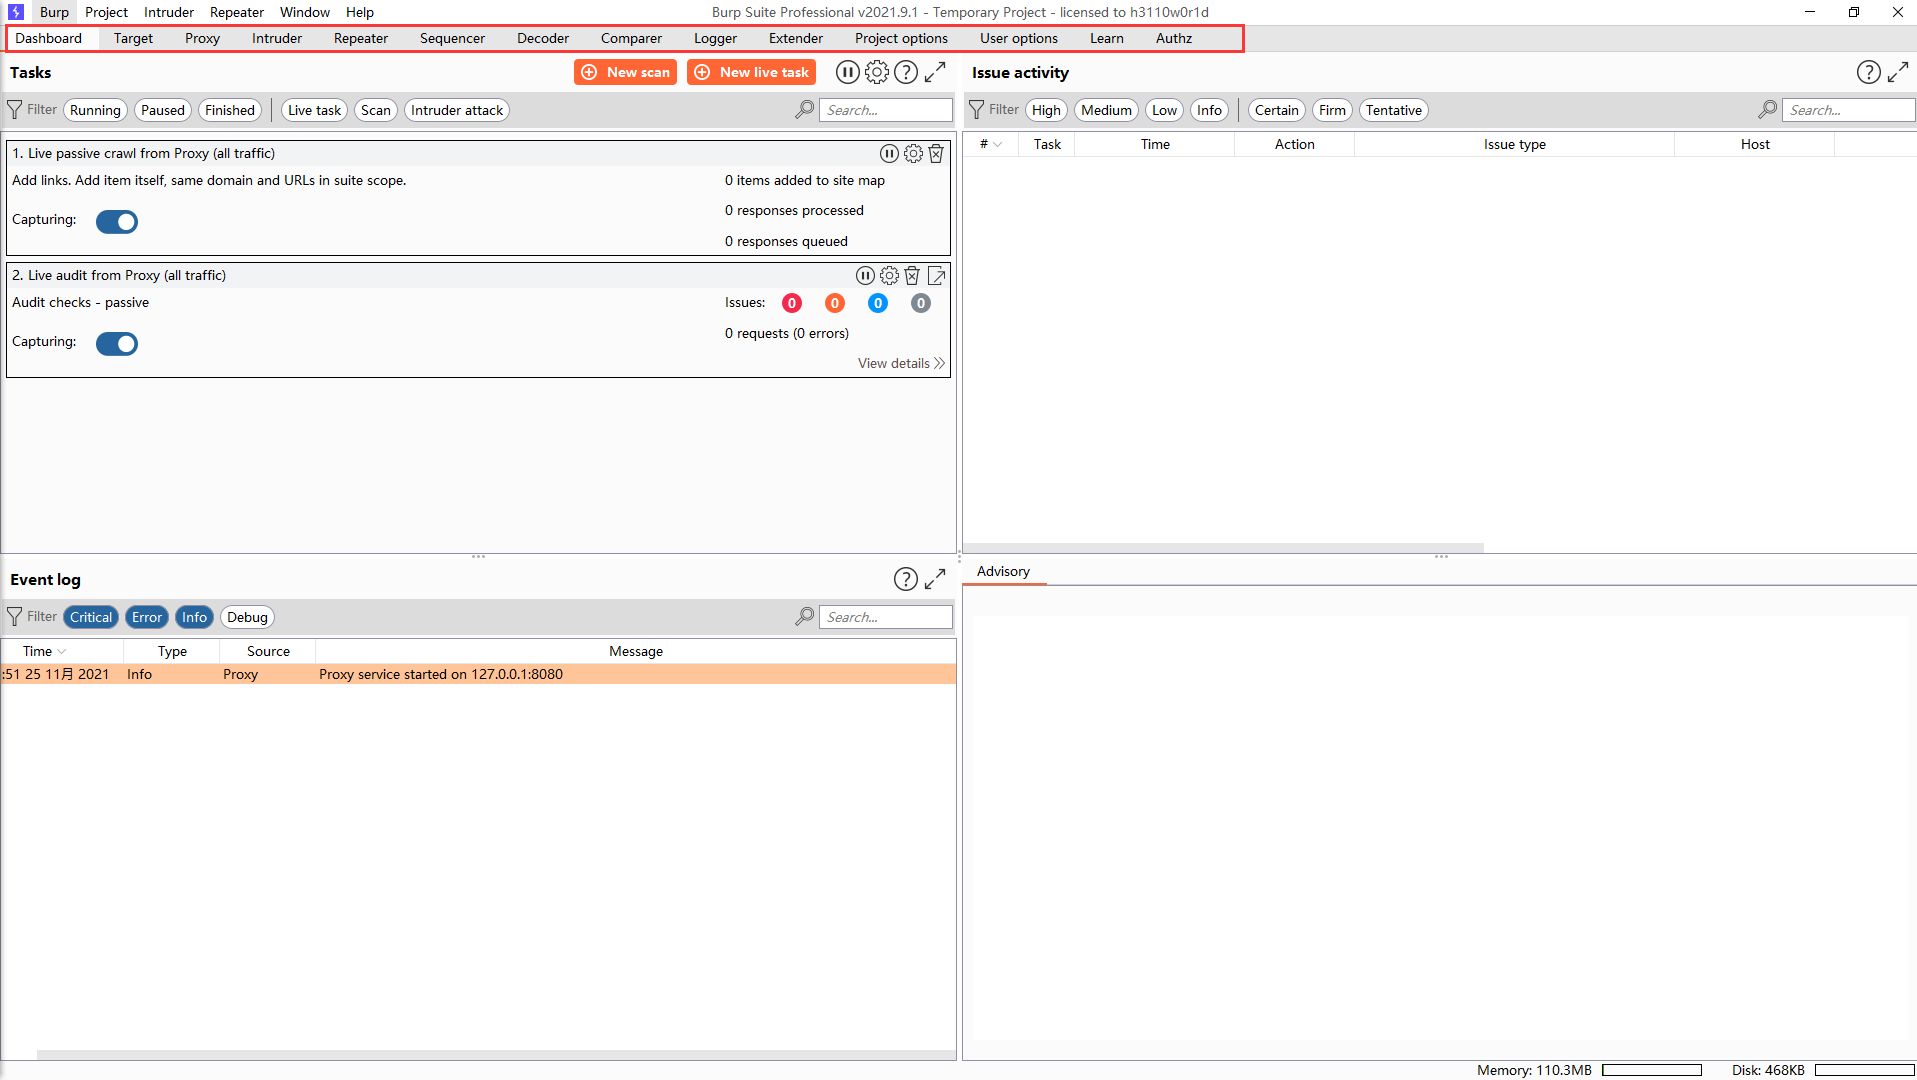 Burp Project Intruder Repeater Window Help Burp Suite Professional v2021.9.1 - Temporary Project - licensed to h3110w0r1d
Dashboard Target Proxy Intruder Repeater Sequencer Decoder Comparer Logger Extender Project options User options Learn Authz
Tasks New scan New live task
Filter Running Paused Finished Live task Scan Intruder attack Search...
1. Live passive crawl from Proxy (all traffic)
Add links. Add item itself, same domain and URLs in suite scope. 0 items added to site map
0 responses processed
Capturing:
0 responses queued
2. Live audit from Proxy (all traffic)
Audit checks - passive Issues: 0 0 0 0
0 requests (0 errors)
Capturing:
View details
Issue activity
Filter High Medium Low Info Certain Firm Tentative Search...
# Task Time Action Issue type Host
Event log
Filter Critical Error Info Debug Search...
Time Type Source Message
:51 25 11月 2021 Info Proxy Proxy service started on 127.0.0.1:8080
Advisory
Memory: 110.3MB Disk: 468KB